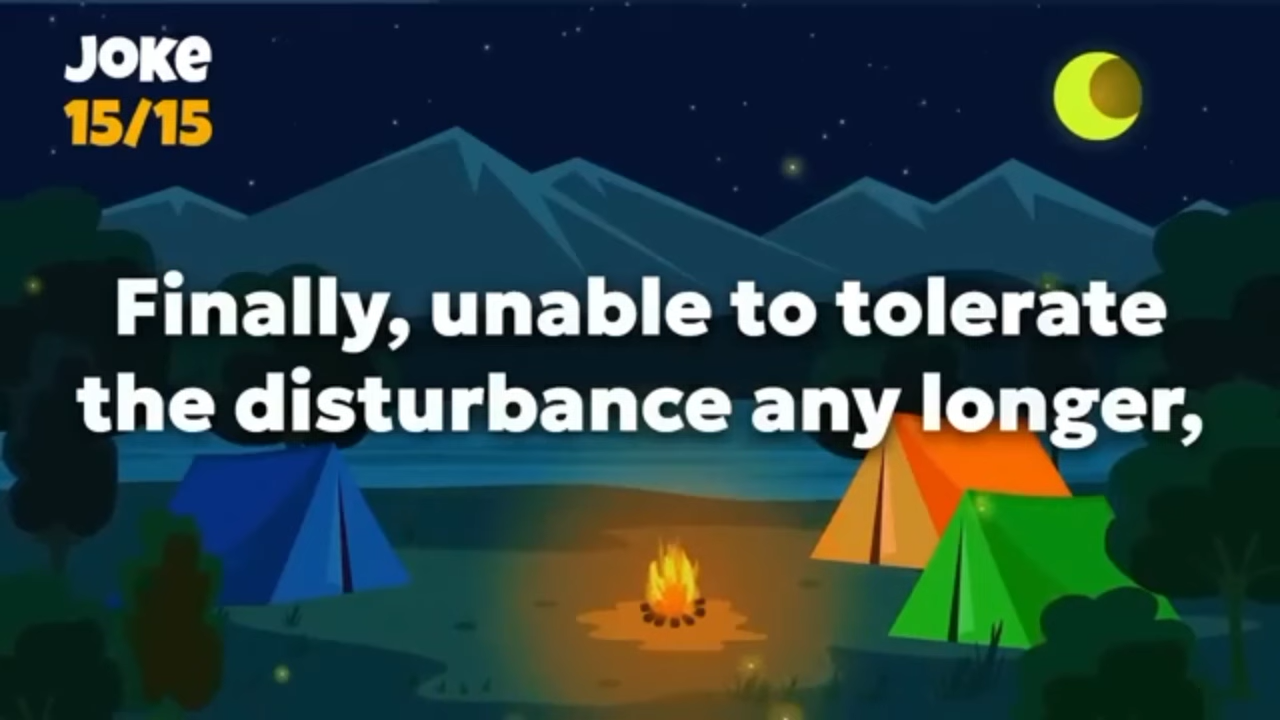 Joke
15/15
Finally, unable to tolerate
the disturbance any longer,